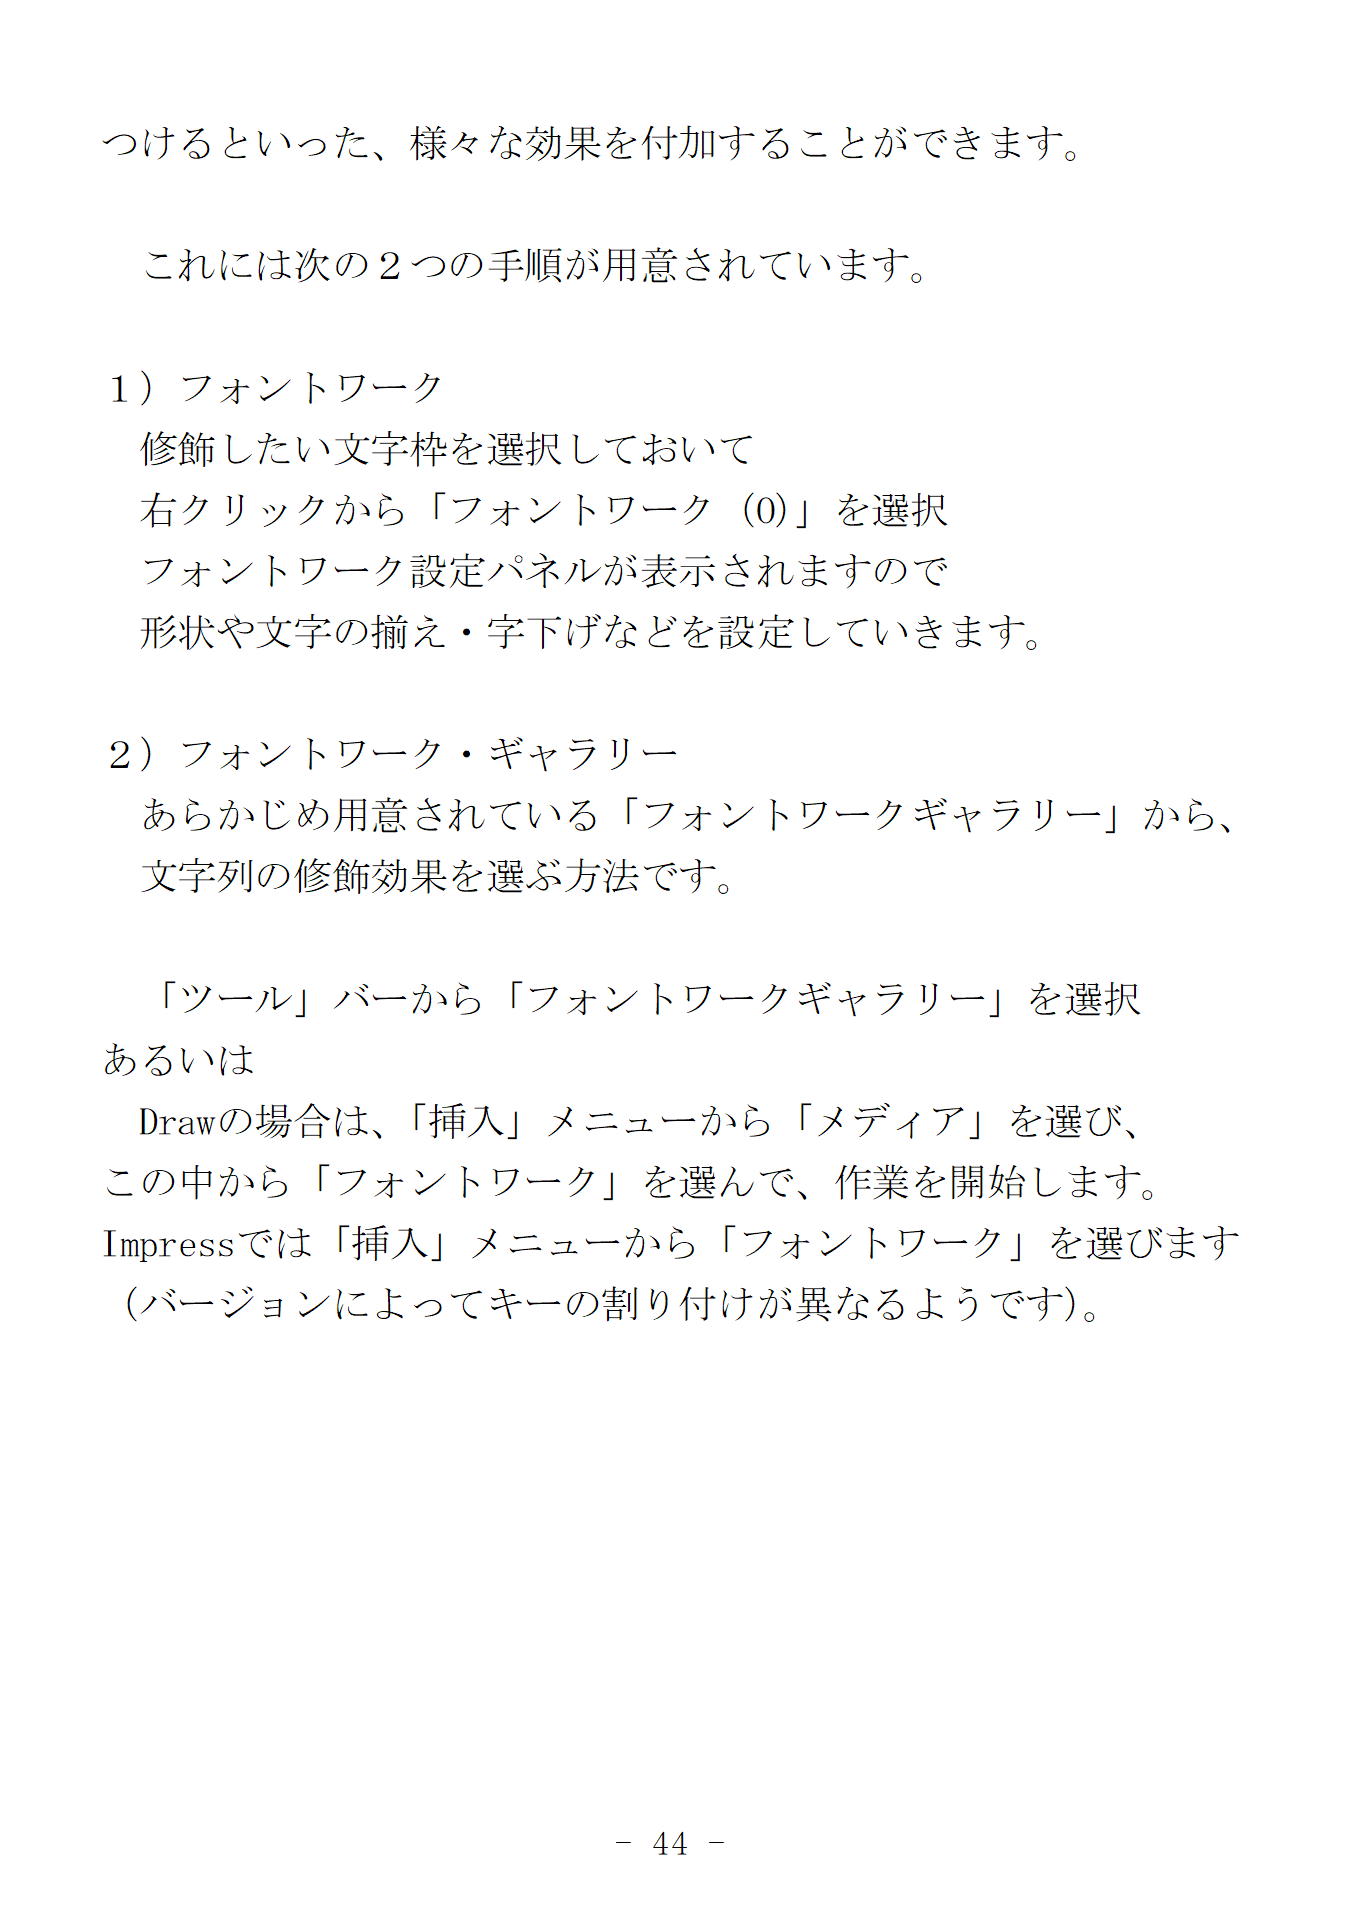 つけるといった、様々な効果を付加することができます。
これには次の２つの手順が用意されています。
１）フォントワーク
修飾したい文字枠を選択しておいて
右クリックから「フォントワーク (O)」を選択
フォントワーク設定パネルが表示されますので
形状や文字の揃え・字下げなどを設定していきます。
２）フォントワーク・ギャラリー
あらかじめ用意されている「フォントワークギャラリー」から、
文字列の修飾効果を選ぶ方法です。
「ツール」バーから「フォントワークギャラリー」を選択
あるいは
Drawの場合は、「挿入」メニューから「メディア」を選び、
この中から「フォントワーク」を選んで、作業を開始します。
Impressでは「挿入」メニューから「フォントワーク」を選びます
（バージョンによってキーの割り付けが異なるようです）。
- 44 -